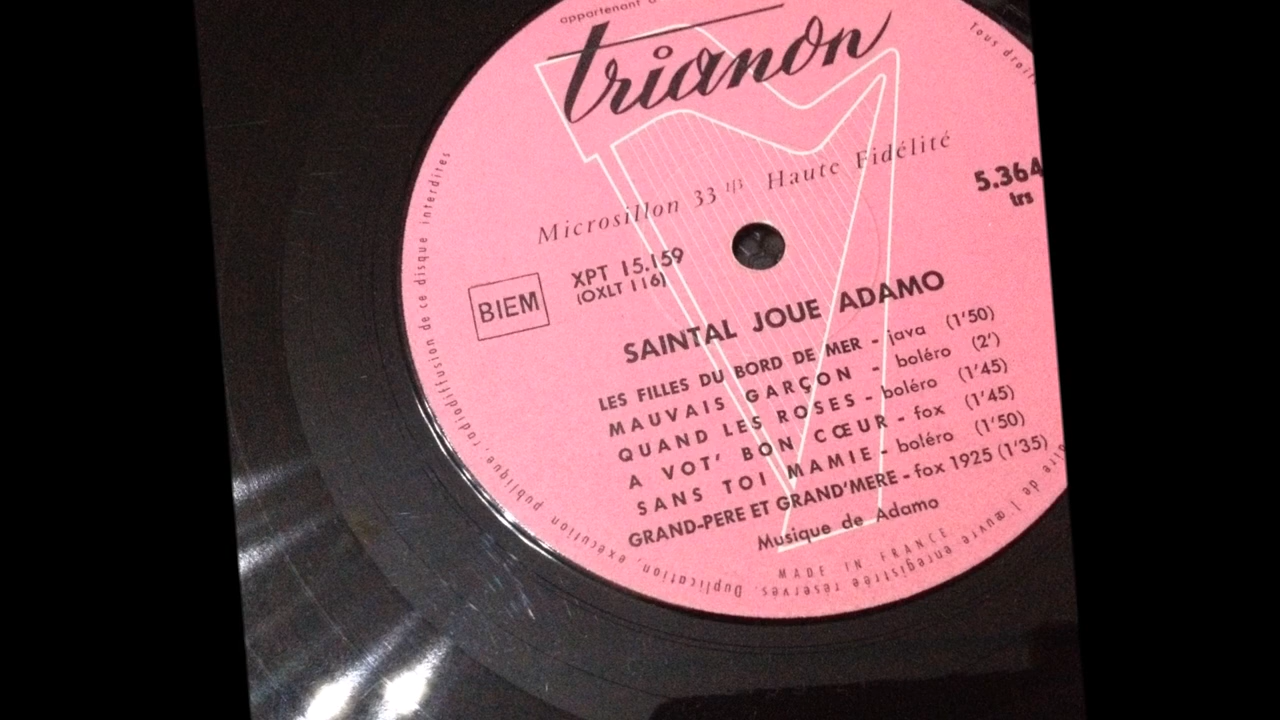 appartenant
trianon
Tous droits
Microsillon 33 1/3 Haute Fidélité
5.364
trs
XPT 15.159
(OXLT 116)
BIEM
SAINTAL JOUE ADAMO
LES FILLES DU BORD DE MER - java (1'50)
MAUVAIS GARÇON - boléro (2')
QUAND LES ROSES - boléro (1'45)
A VOT' BON CŒUR - fox (1'45)
SANS TOI MAMIE - boléro (1'50)
GRAND-PERE ET GRAND'MERE - fox 1925 (1'35)
Musique de Adamo
MADE IN FRANCE
de l'œuvre enregistrée réservés. Duplication, exécution publique, radiodiffusion de ce disque interdites